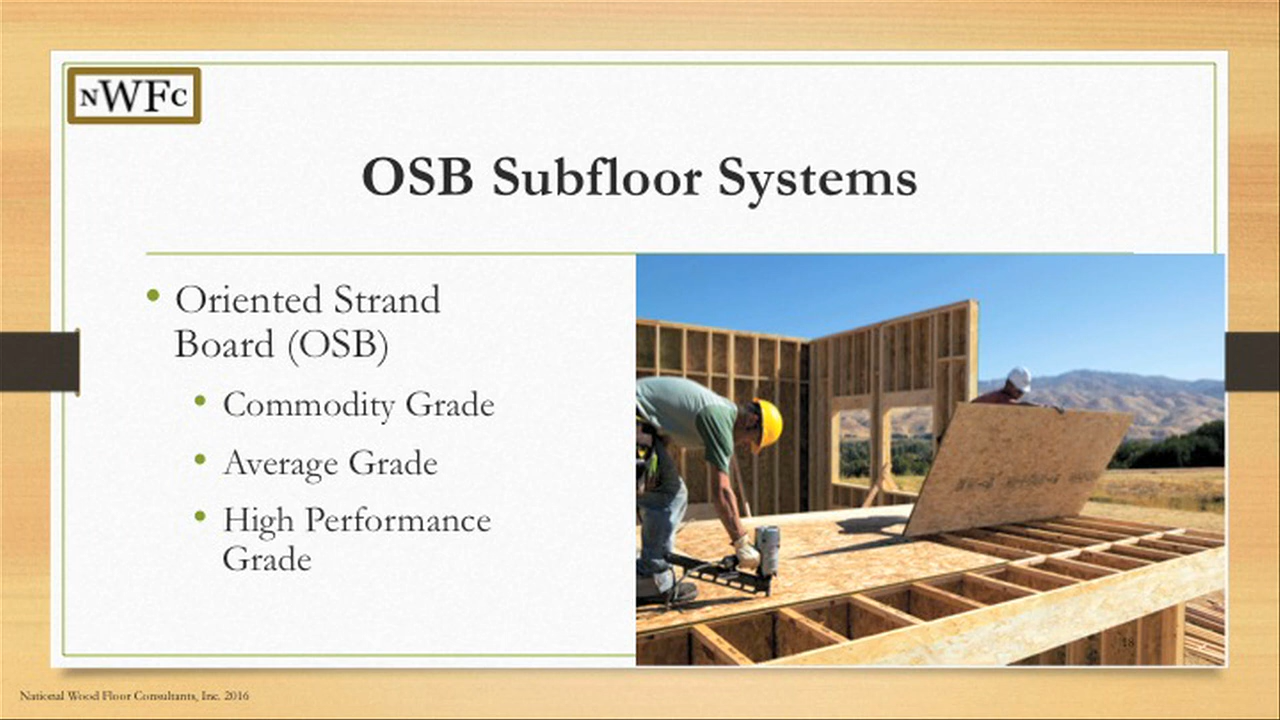 NWFC
OSB Subfloor Systems
• Oriented Strand
Board (OSB)
• Commodity Grade
• Average Grade
• High Performance
Grade
18
National Wood Floor Consultants, Inc. 2016